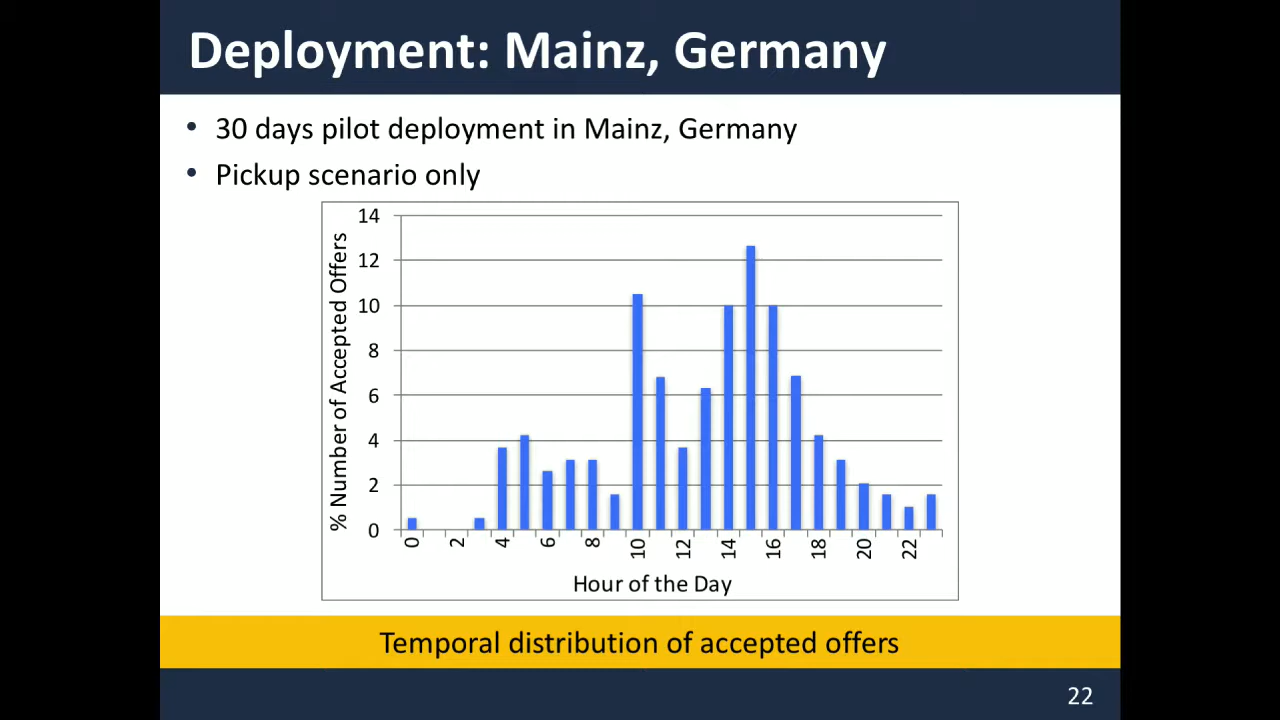 Deployment: Mainz, Germany
• 30 days pilot deployment in Mainz, Germany
• Pickup scenario only
% Number of Accepted Offers
14
12
10
8
6
4
2
0
0 2 4 6 8 10 12 14 16 18 20 22
Hour of the Day
Temporal distribution of accepted offers
22